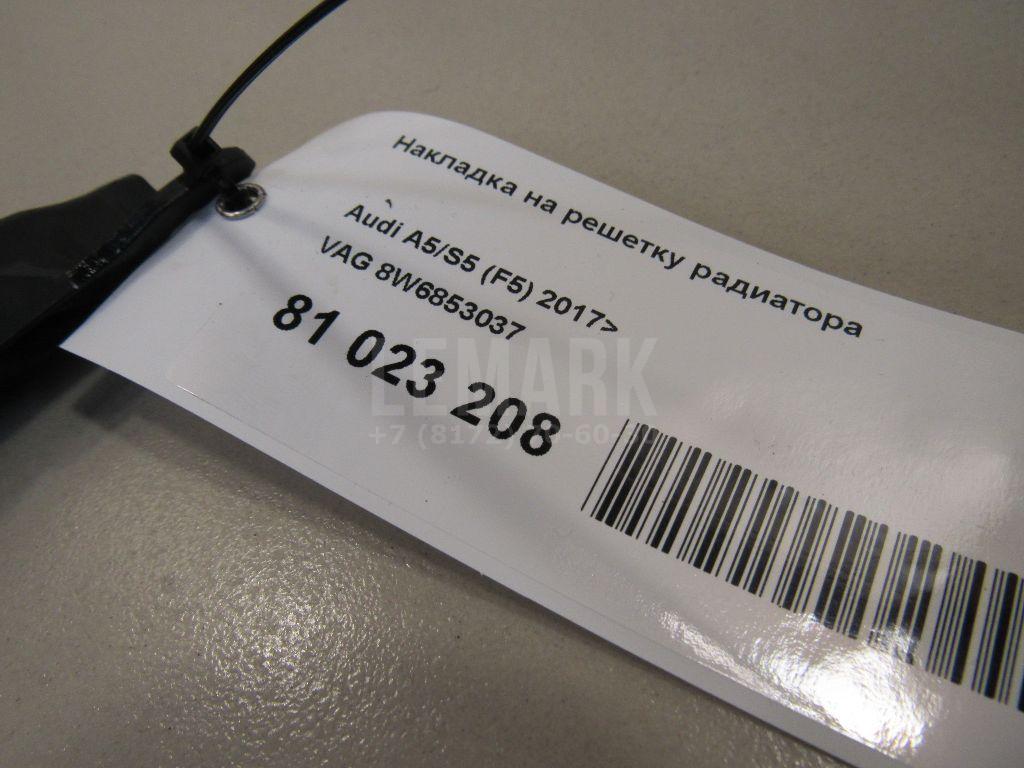 Накладка на решетку радиатора
Audi A5/S5 (F5) 2017>
VAG 8W6853037
81 023 208
LEMARK